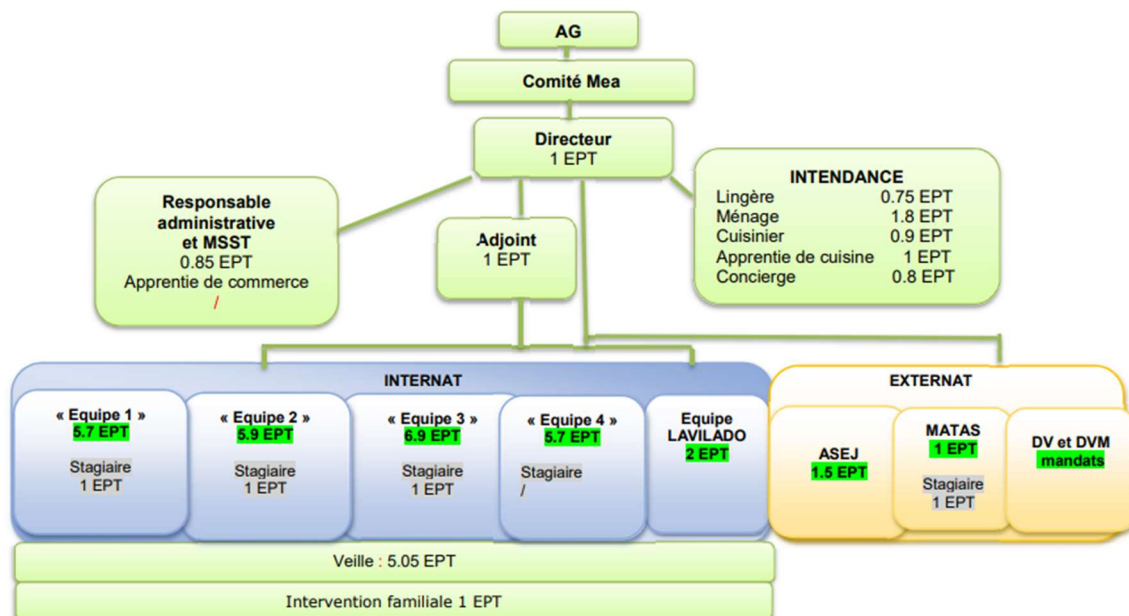 AG
Comité Mea
Directeur
1 EPT
Responsable
administrative
et MSST
0.85 EPT
Apprentie de commerce
/
Adjoint
1 EPT
INTENDANCE
Lingère 0.75 EPT
Ménage 1.8 EPT
Cuisinier 0.9 EPT
Apprentie de cuisine 1 EPT
Concierge 0.8 EPT
INTERNAT
« Equipe 1 »
5.7 EPT
Stagiaire
1 EPT
« Equipe 2 »
5.9 EPT
Stagiaire
1 EPT
« Equipe 3 »
6.9 EPT
Stagiaire
1 EPT
« Equipe 4 »
5.7 EPT
Stagiaire
/
Equipe
LAVILADO
2 EPT
EXTERNAT
ASEJ
1.5 EPT
MATAS
1 EPT
Stagiaire
1 EPT
DV et DVM
mandats
Veille : 5.05 EPT
Intervention familiale 1 EPT